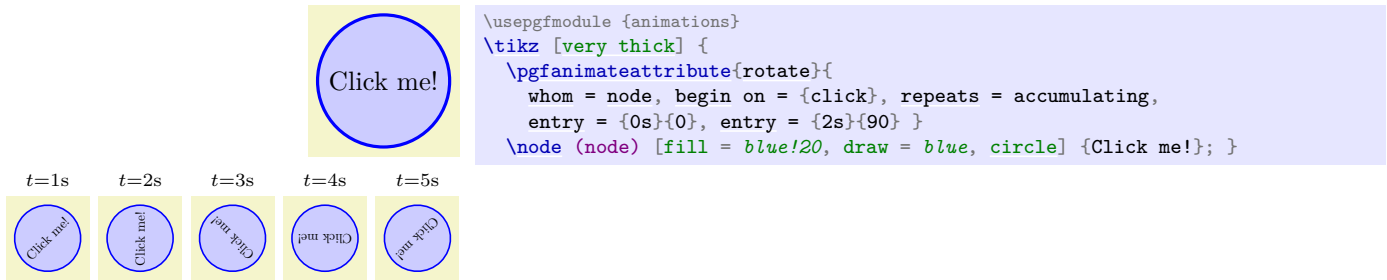 Click me!
\usepgfmodule {animations}
\tikz [very thick] {
  \pgfanimateattribute{rotate}{
    whom = node, begin on = {click}, repeats = accumulating,
    entry = {0s}{0}, entry = {2s}{90} }
  \node (node) [fill = blue!20, draw = blue, circle] {Click me!}; }
t=1s t=2s t=3s t=4s t=5s
Click me! Click me! Click me! Click me! Click me!